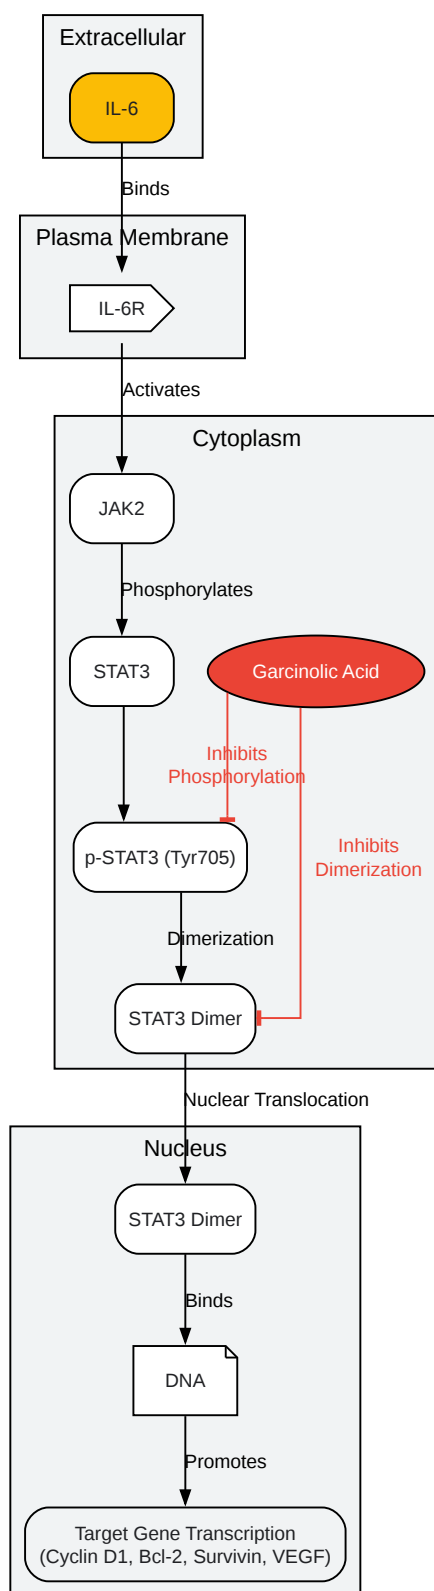 Extracellular
IL-6
Binds
Plasma Membrane
IL-6R
Activates
Cytoplasm
JAK2
Phosphorylates
STAT3
Garcinolic Acid
Inhibits
Phosphorylation
Inhibits
Dimerization
p-STAT3 (Tyr705)
Dimerization
STAT3 Dimer
Nuclear Translocation
Nucleus
STAT3 Dimer
Binds
DNA
Promotes
Target Gene Transcription
(Cyclin D1, Bcl-2, Survivin, VEGF)